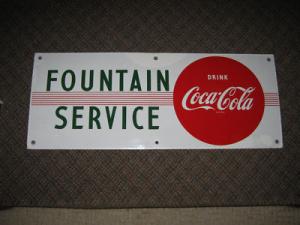 FOUNTAIN
SERVICE
DRINK
Coca-Cola